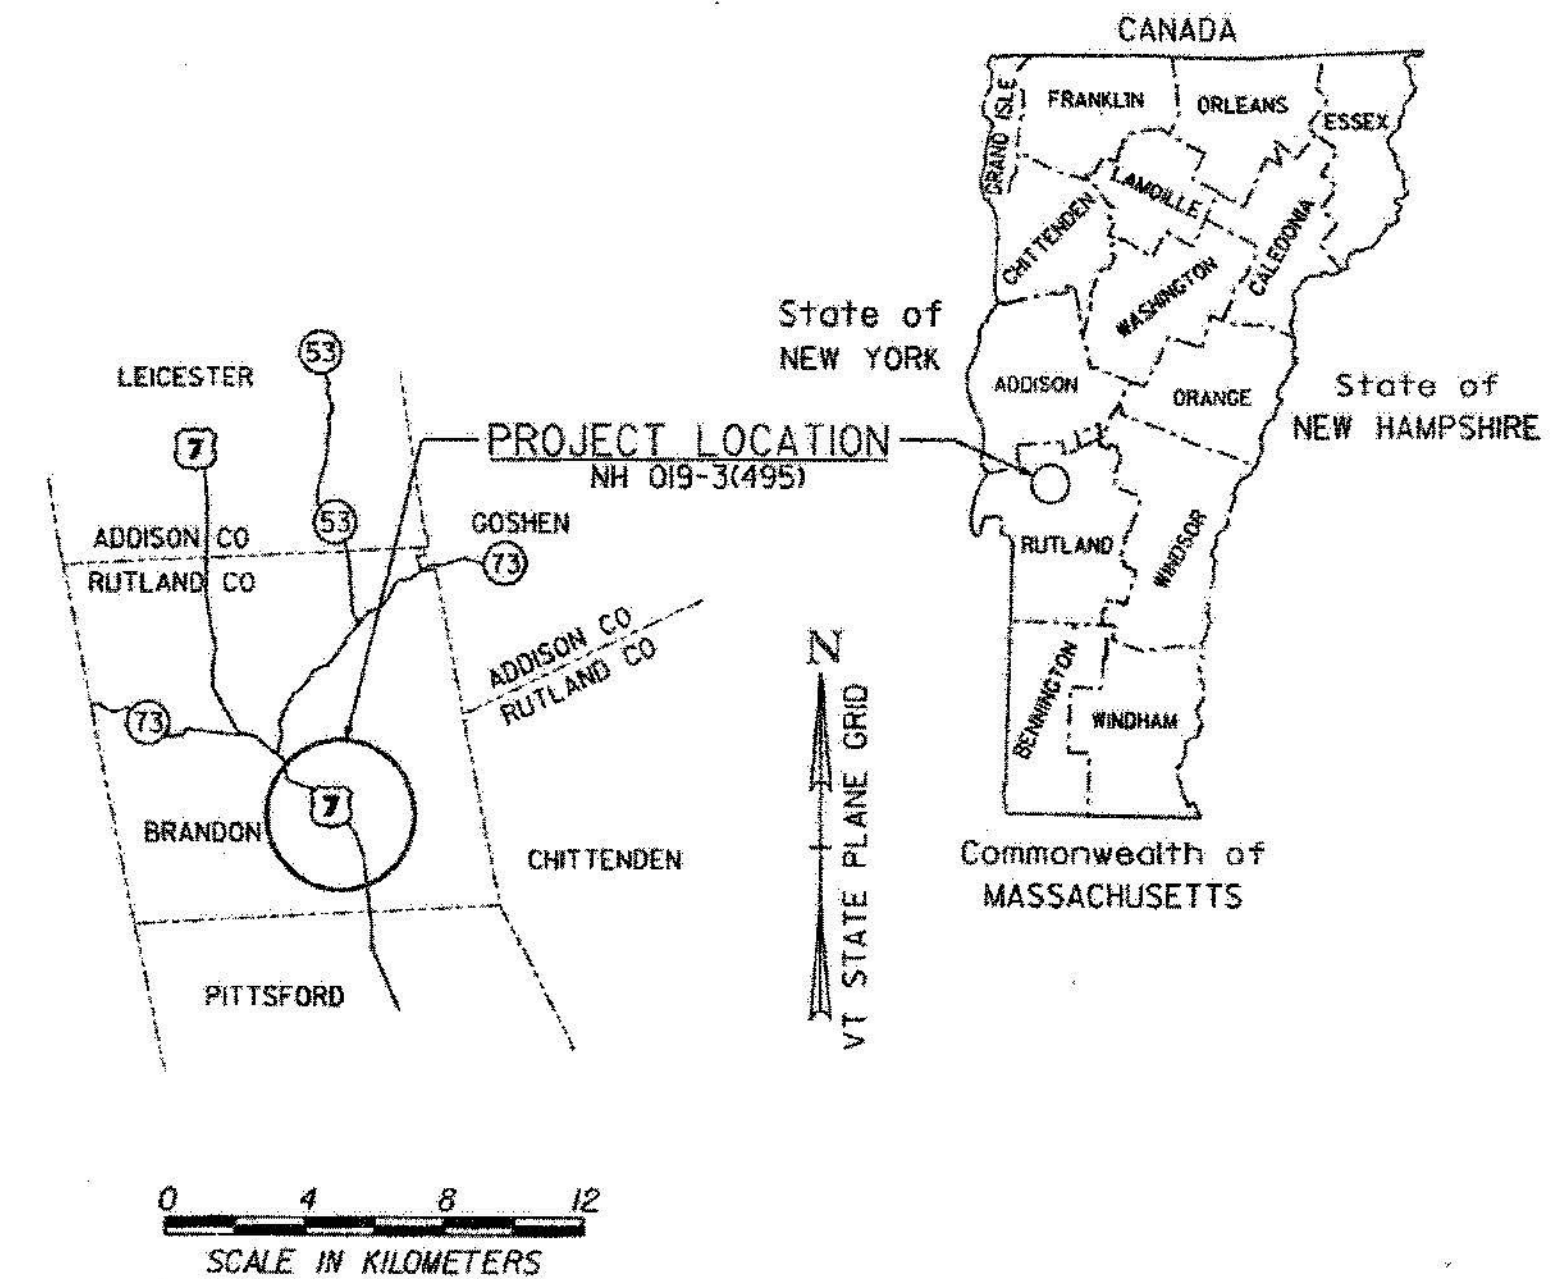 CANADA
GRAND ISLE
FRANKLIN
ORLEANS
ESSEX
LAMOILLE
CHITTENDEN
CALEDONIA
WASHINGTON
State of
NEW YORK
ADDISON
ORANGE
State of
NEW HAMPSHIRE
RUTLAND
WINDSOR
BENNINGTON
WINDHAM
Commonwealth of
MASSACHUSETTS
PROJECT LOCATION
NH 019-3(495)
53
LEICESTER
7
53
GOSHEN
ADDISON CO
RUTLAND CO
73
ADDISON CO
RUTLAND CO
73
7
BRANDON
CHITTENDEN
PITTSFORD
N
VT STATE PLANE GRID
0 4 8 12
SCALE IN KILOMETERS